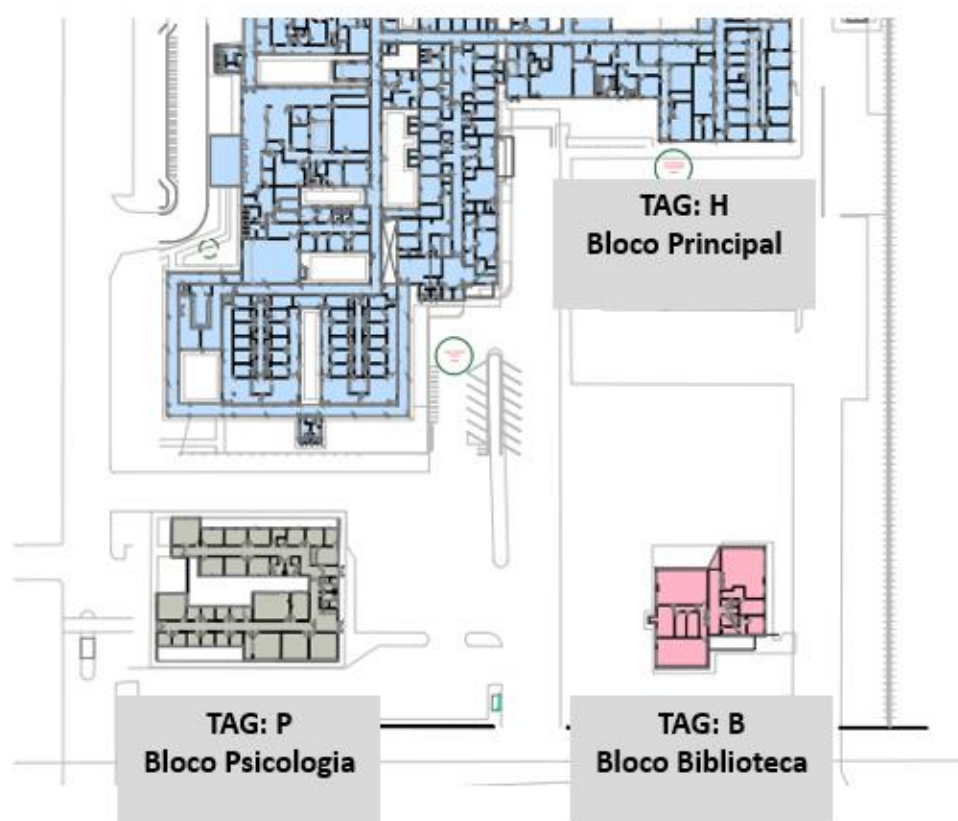 TAG: H
Bloco Principal
TAG: P
Bloco Psicologia
TAG: B
Bloco Biblioteca